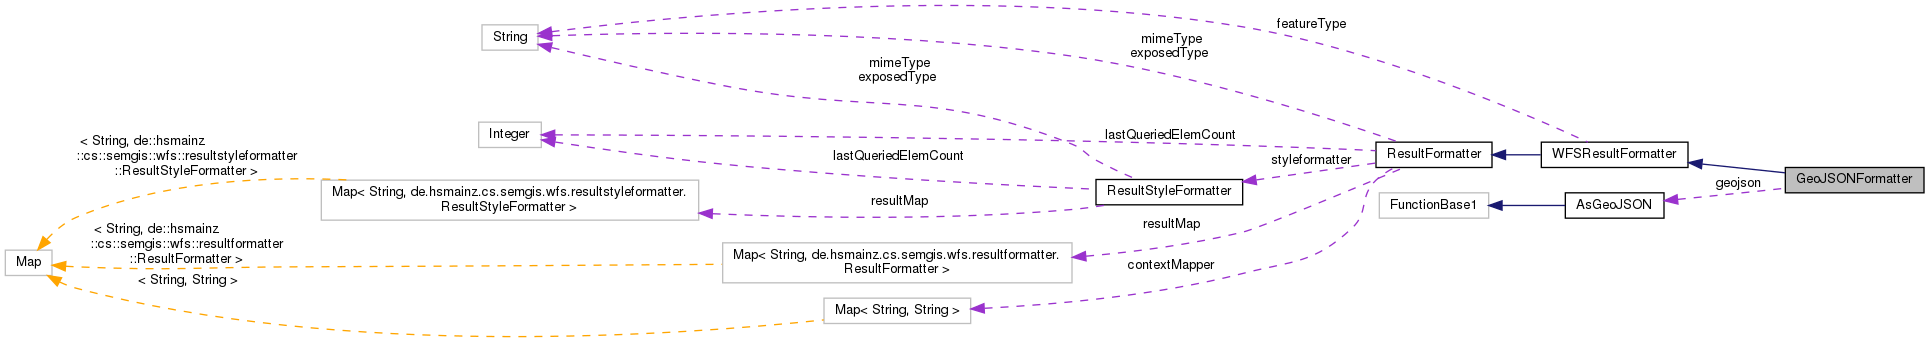 featureType
String
mimeType
exposedType
mimeType
exposedType
Integer
lastQueriedElemCount
< String, de::hsmainz
::cs::semgis::wfs::resultstyleformatter
::ResultStyleFormatter >
lastQueriedElemCount
styleformatter
ResultFormatter
WFSResultFormatter
GeoJSONFormatter
geojson
Map< String, de.hsmainz.cs.semgis.wfs.resultstyleformatter.
ResultStyleFormatter >
resultMap
ResultStyleFormatter
FunctionBase1
AsGeoJSON
< String, de::hsmainz
::cs::semgis::wfs::resultformatter
::ResultFormatter >
resultMap
Map
Map< String, de.hsmainz.cs.semgis.wfs.resultformatter.
ResultFormatter >
contextMapper
< String, String >
Map< String, String >